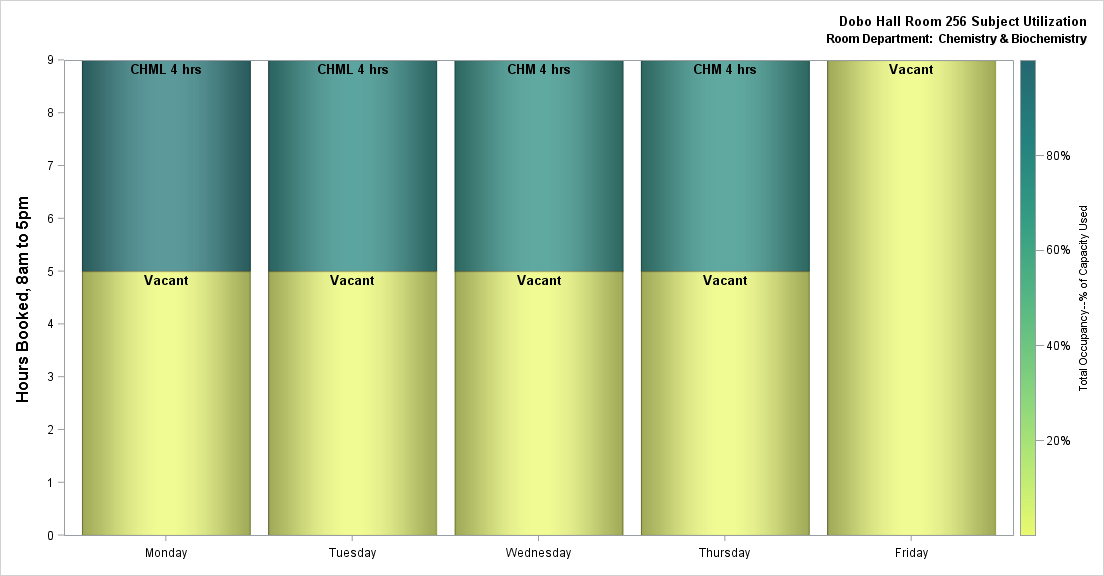 Dobo Hall Room 256 Subject Utilization
Room Department: Chemistry & Biochemistry
Hours Booked, 8am to 5pm
9
8
7
6
5
4
3
2
1
0
CHML 4 hrs
CHML 4 hrs
CHM 4 hrs
CHM 4 hrs
Vacant
Vacant
Vacant
Vacant
Vacant
Monday
Tuesday
Wednesday
Thursday
Friday
80%
60%
40%
20%
Total Occupancy--% of Capacity Used